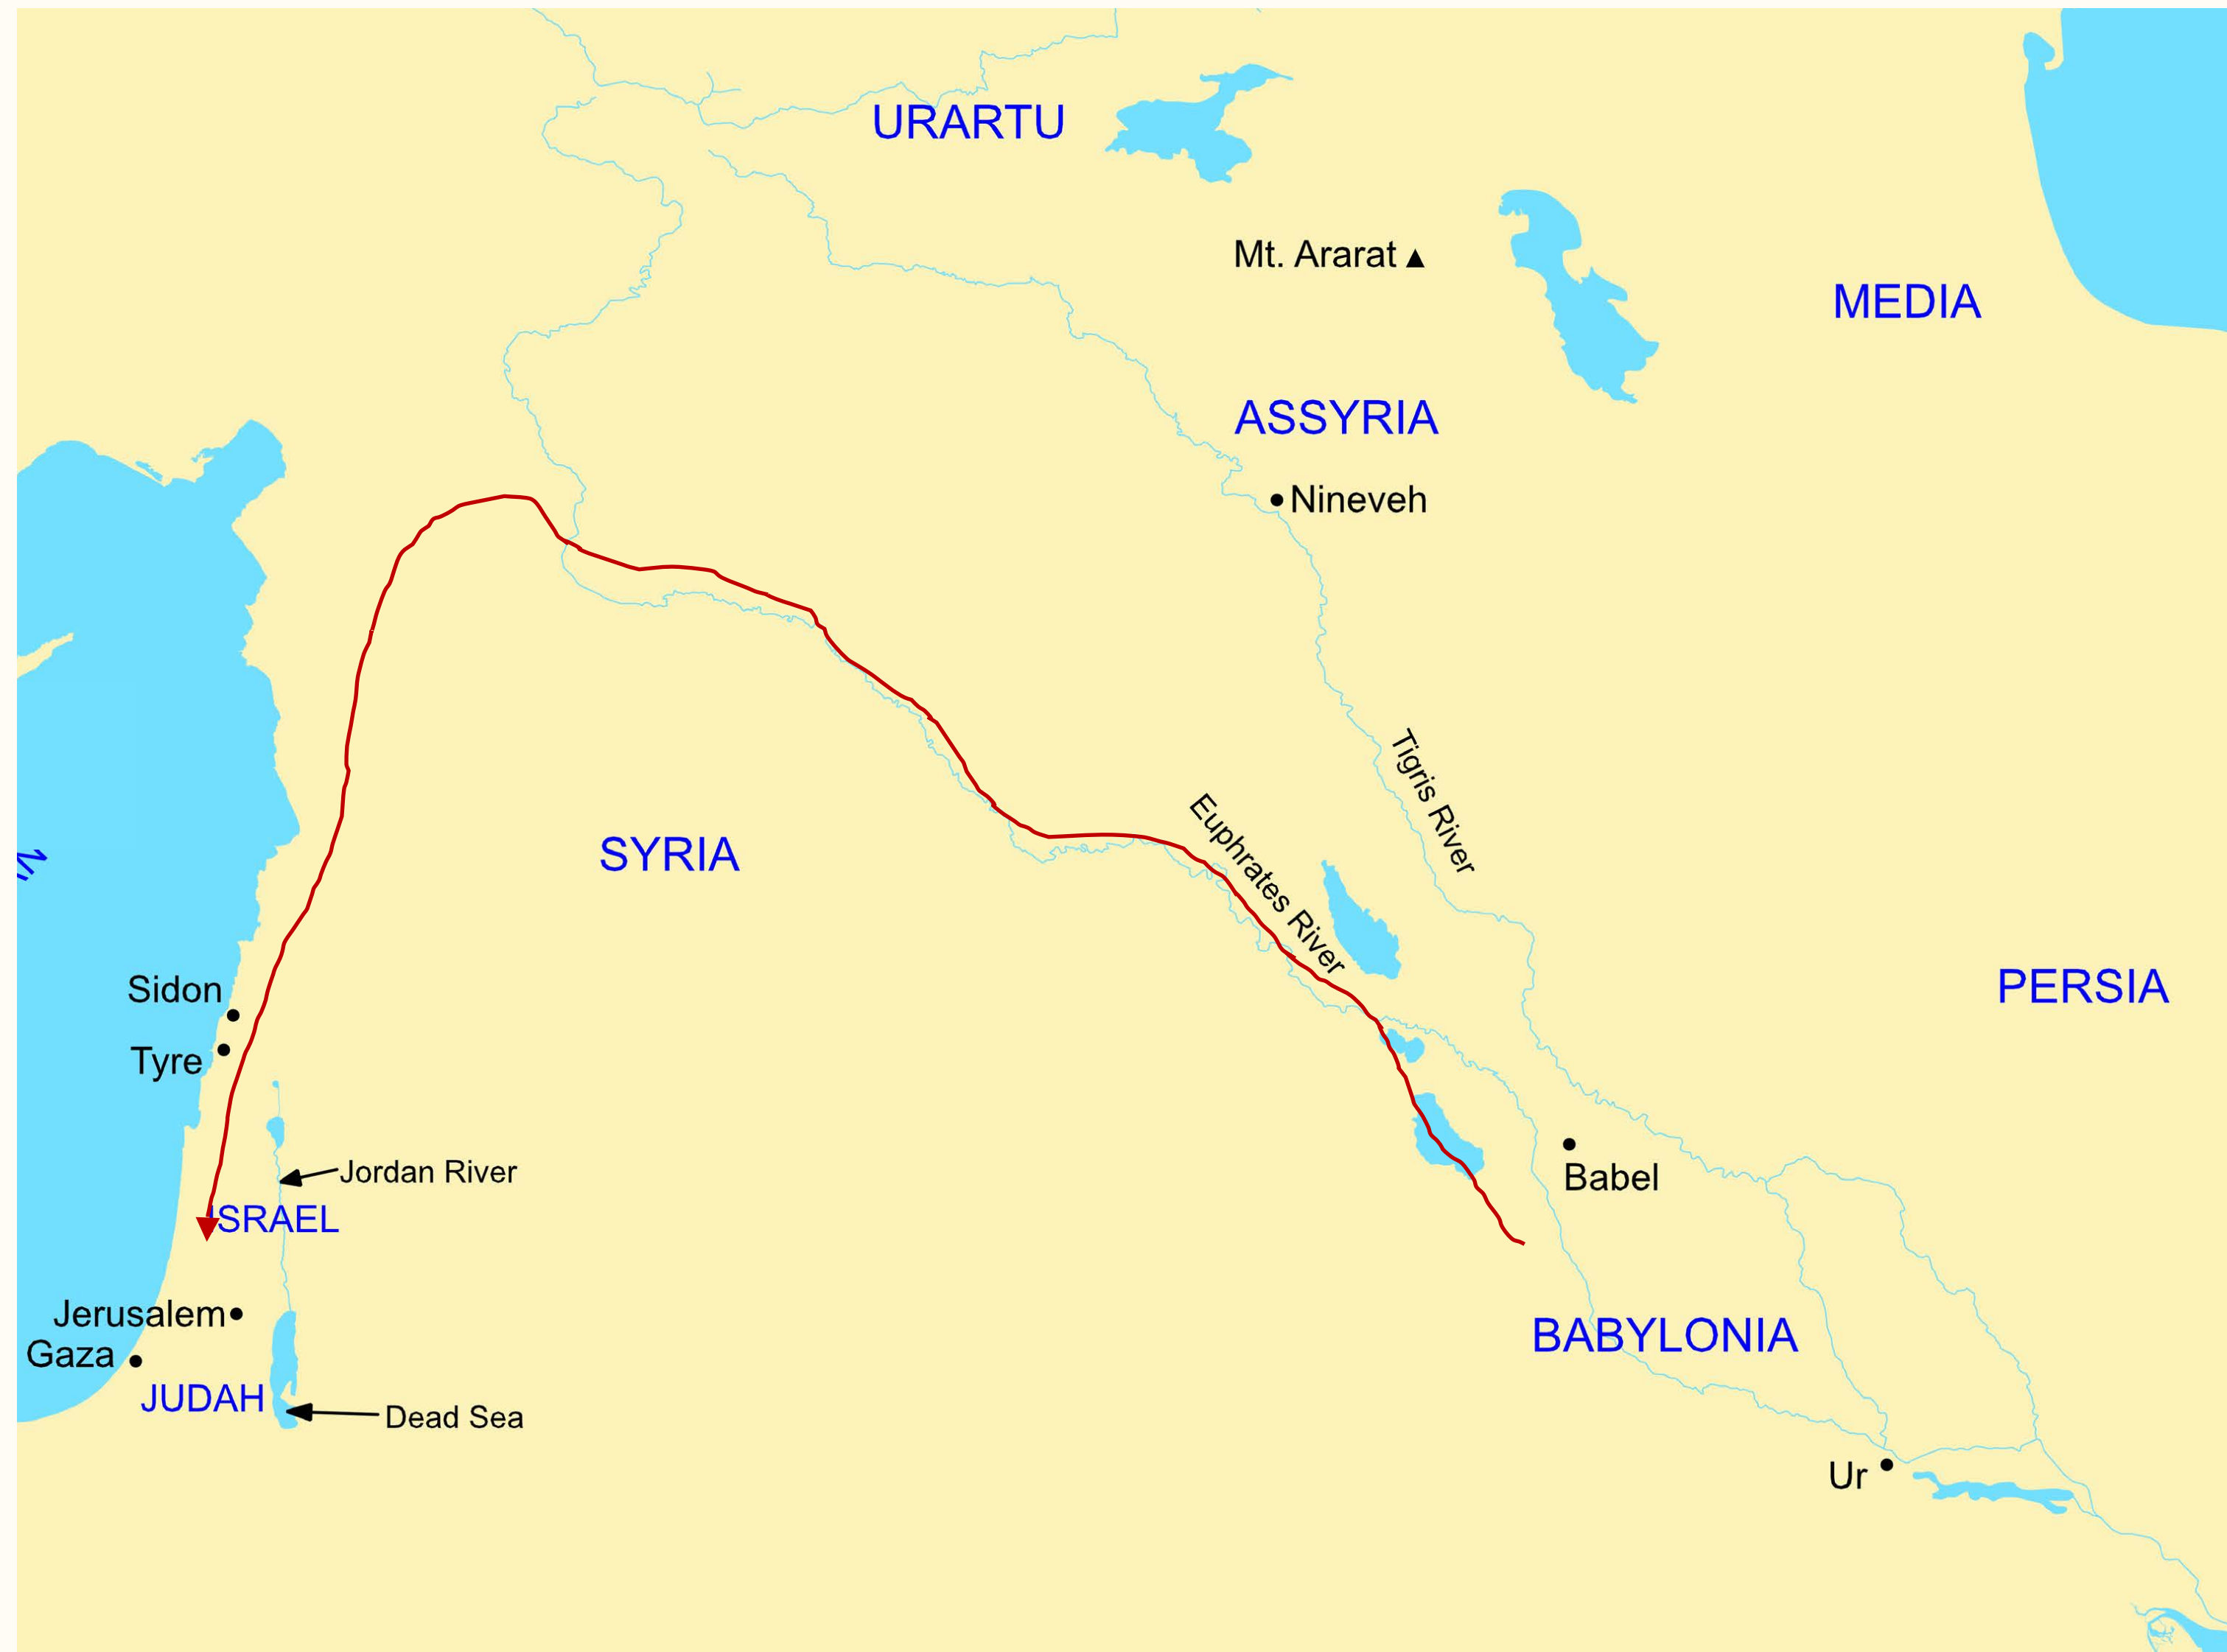 URARTU
Mt. Ararat
MEDIA
ASSYRIA
Nineveh
Tigris River
Euphrates River
SYRIA
Sidon
PERSIA
Tyre
Babel
Jordan River
ISRAEL
Jerusalem
BABYLONIA
Gaza
JUDAH
Dead Sea
Ur